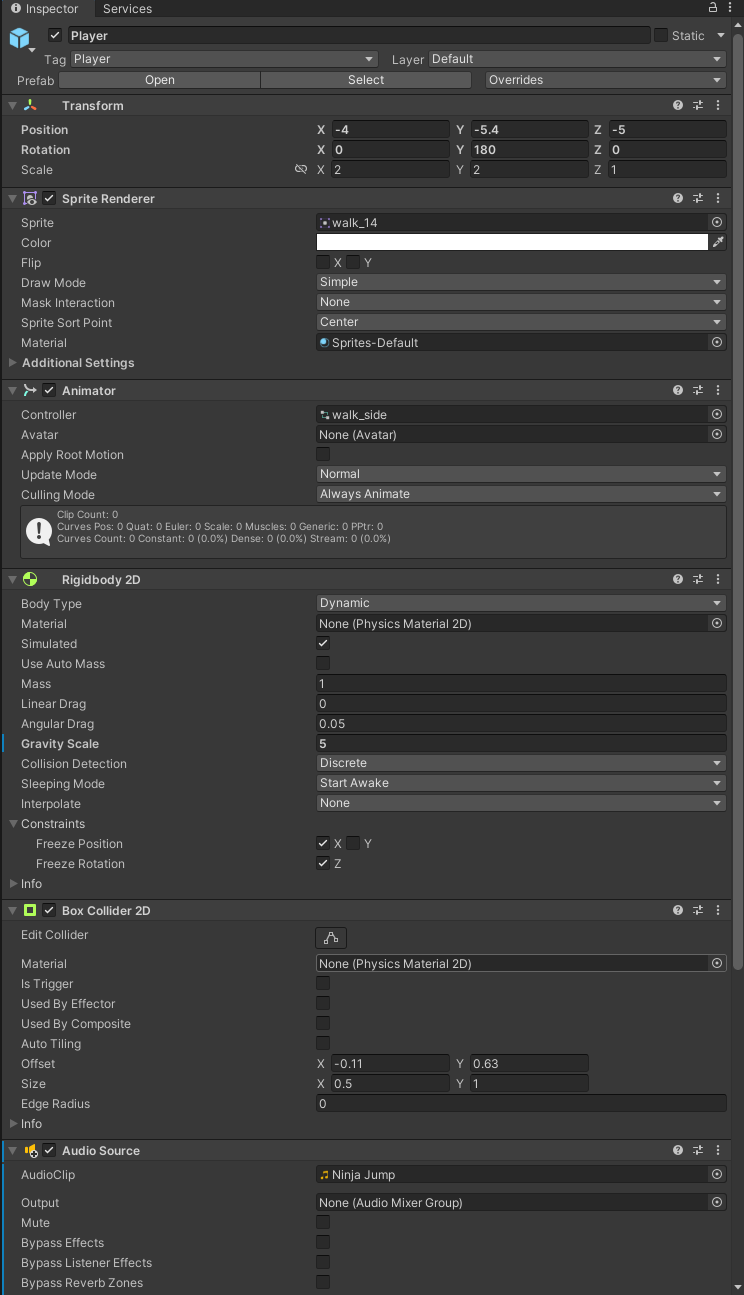 Inspector Services
Player Static
Tag Player Layer Default
Prefab Open Select Overrides
Transform
Position X -4 Y -5.4 Z -5
Rotation X 0 Y 180 Z 0
Scale X 2 Y 2 Z 1
Sprite Renderer
Sprite walk_14
Color
Flip X Y
Draw Mode Simple
Mask Interaction None
Sprite Sort Point Center
Material Sprites-Default
Additional Settings
Animator
Controller walk_side
Avatar None (Avatar)
Apply Root Motion
Update Mode Normal
Culling Mode Always Animate
Clip Count: 0
Curves Pos: 0 Quat: 0 Euler: 0 Scale: 0 Muscles: 0 Generic: 0 PPtr: 0
Curves Count: 0 Constant: 0 (0.0%) Dense: 0 (0.0%) Stream: 0 (0.0%)
Rigidbody 2D
Body Type Dynamic
Material None (Physics Material 2D)
Simulated
Use Auto Mass
Mass 1
Linear Drag 0
Angular Drag 0.05
Gravity Scale 5
Collision Detection Discrete
Sleeping Mode Start Awake
Interpolate None
Constraints
Freeze Position X Y
Freeze Rotation Z
Info
Box Collider 2D
Edit Collider
Material None (Physics Material 2D)
Is Trigger
Used By Effector
Used By Composite
Auto Tiling
Offset X -0.11 Y 0.63
Size X 0.5 Y 1
Edge Radius 0
Info
Audio Source
AudioClip Ninja Jump
Output None (Audio Mixer Group)
Mute
Bypass Effects
Bypass Listener Effects
Bypass Reverb Zones